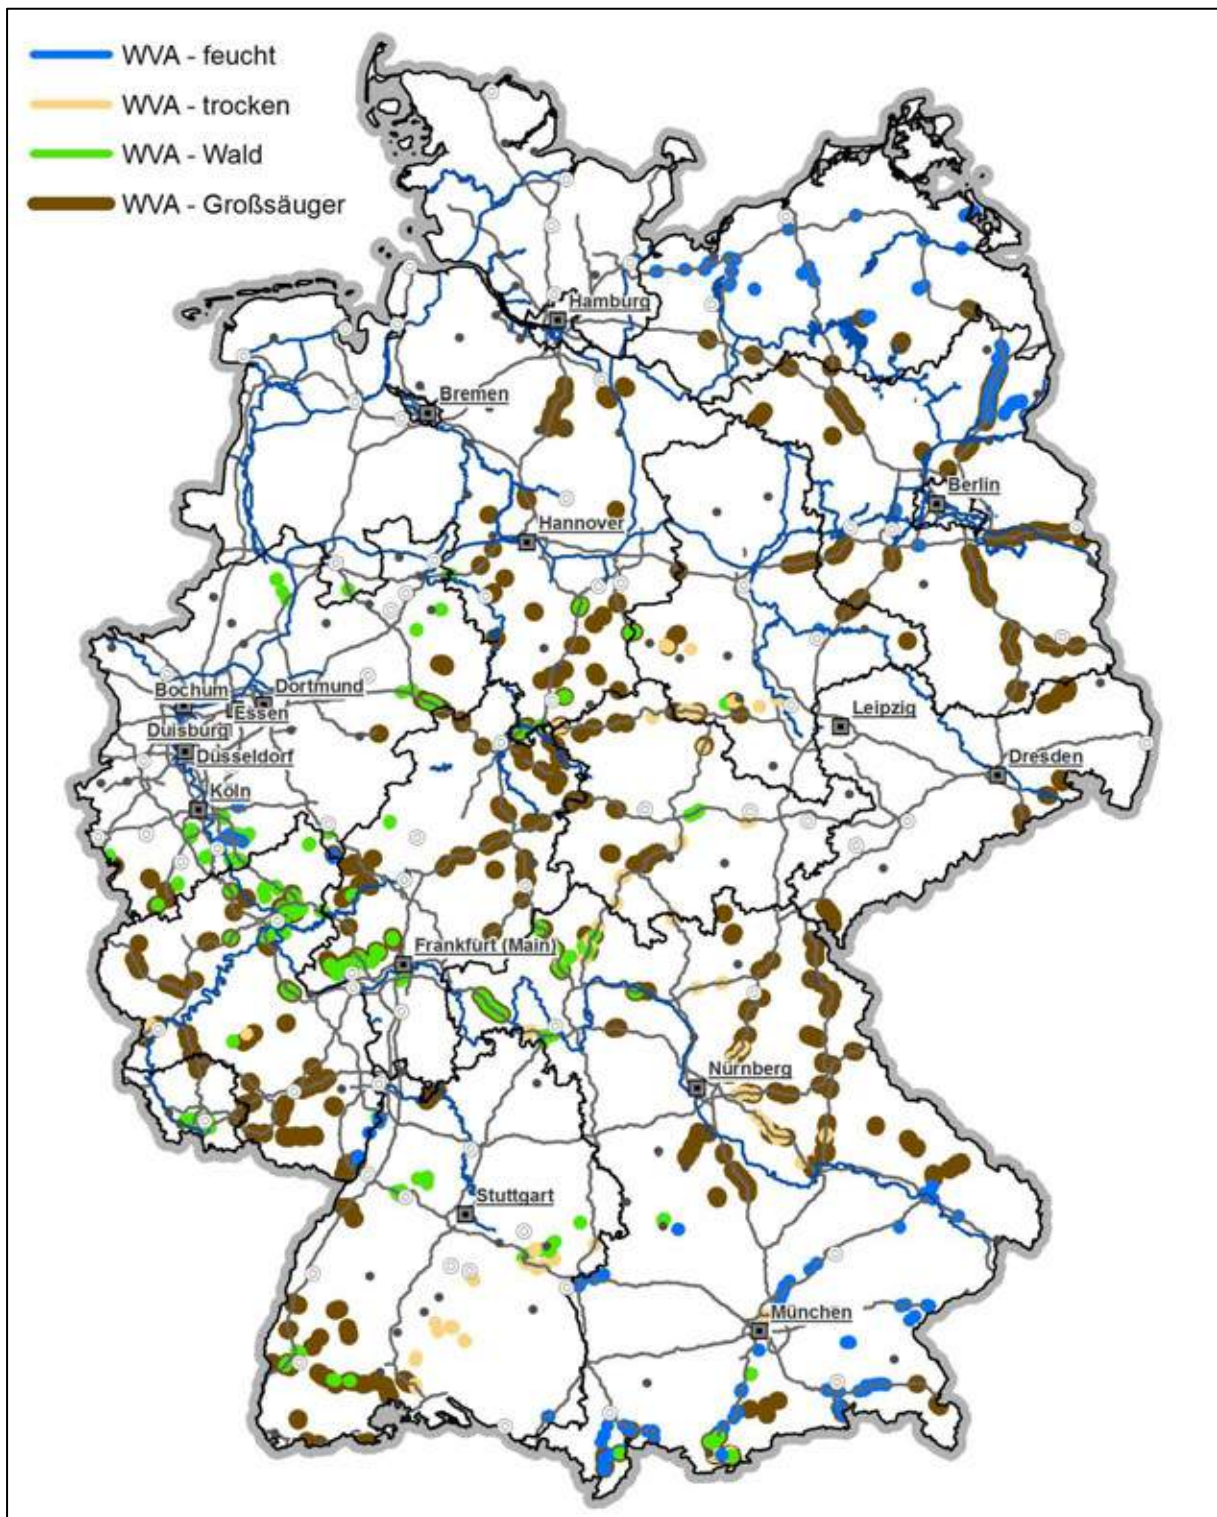 WVA - feucht
WVA - trocken
WVA - Wald
WVA - Großsäuger
Hamburg
Bremen
Berlin
Hannover
Bochum
Dortmund
Essen
Duisburg
Düsseldorf
Leipzig
Dresden
Köln
Frankfurt (Main)
Nürnberg
Stuttgart
München